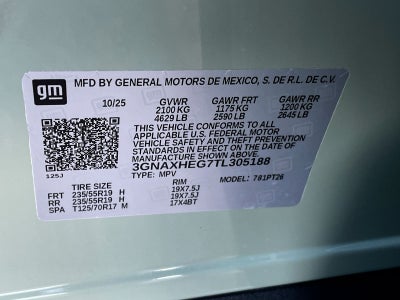 gm
MFD BY GENERAL MOTORS DE MEXICO, S. DE R.L. DE C.V.
10/25 GVWR GAWR FRT GAWR RR
2100 KG 1175 KG 1200 KG
4629 LB 2590 LB 2645 LB
THIS VEHICLE CONFORMS TO ALL
APPLICABLE U.S. FEDERAL MOTOR
VEHICLE SAFETY AND THEFT PREVENTION
STANDARDS IN EFFECT ON THE DATE OF
MANUFACTURE SHOWN ABOVE.
3GNAXHEG7TL305188
125J TYPE: MPV MODEL: 781PT26
TIRE SIZE RIM
FRT 235/55R19 H 19X7.5J
RR 235/55R19 H 19X7.5J
SPA T125/70R17 M 17X4BT